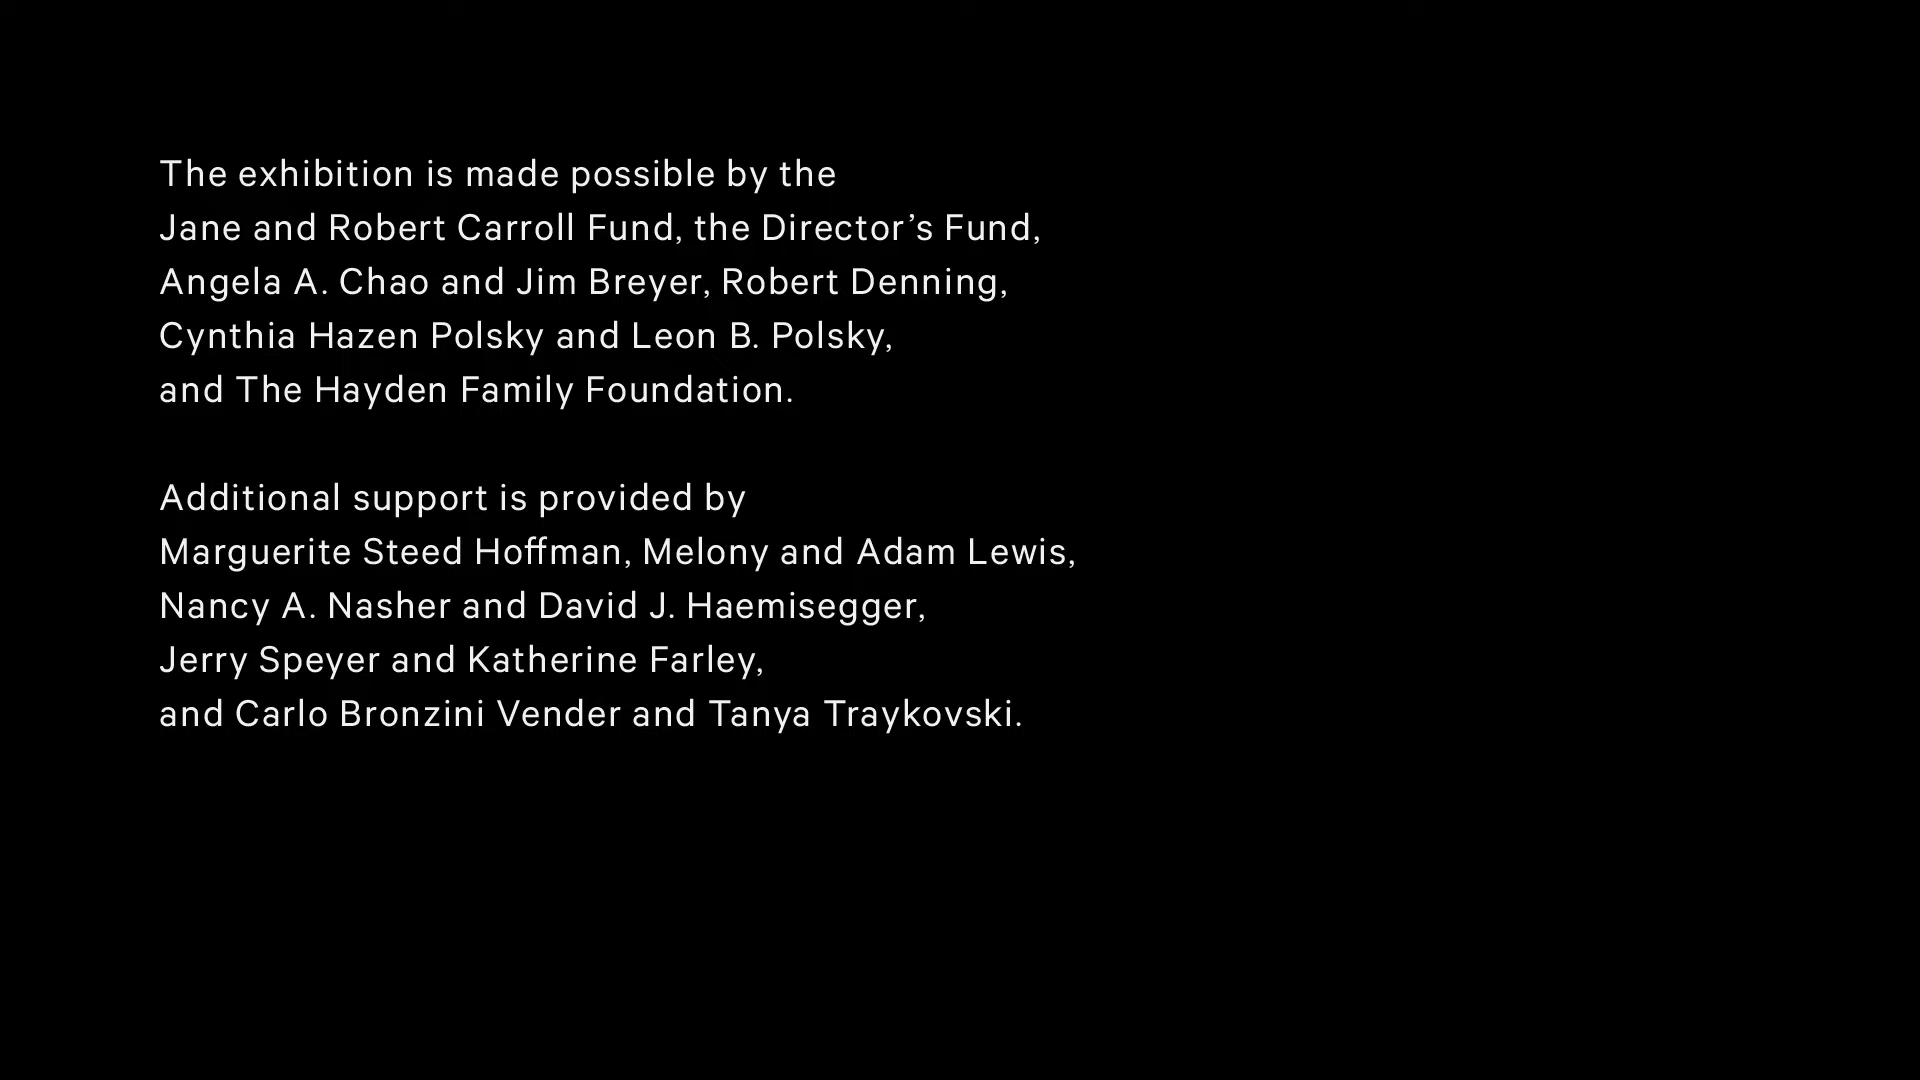 The exhibition is made possible by the
Jane and Robert Carroll Fund, the Director’s Fund,
Angela A. Chao and Jim Breyer, Robert Denning,
Cynthia Hazen Polsky and Leon B. Polsky,
and The Hayden Family Foundation.
Additional support is provided by
Marguerite Steed Hoffman, Melony and Adam Lewis,
Nancy A. Nasher and David J. Haemisegger,
Jerry Speyer and Katherine Farley,
and Carlo Bronzini Vender and Tanya Traykovski.